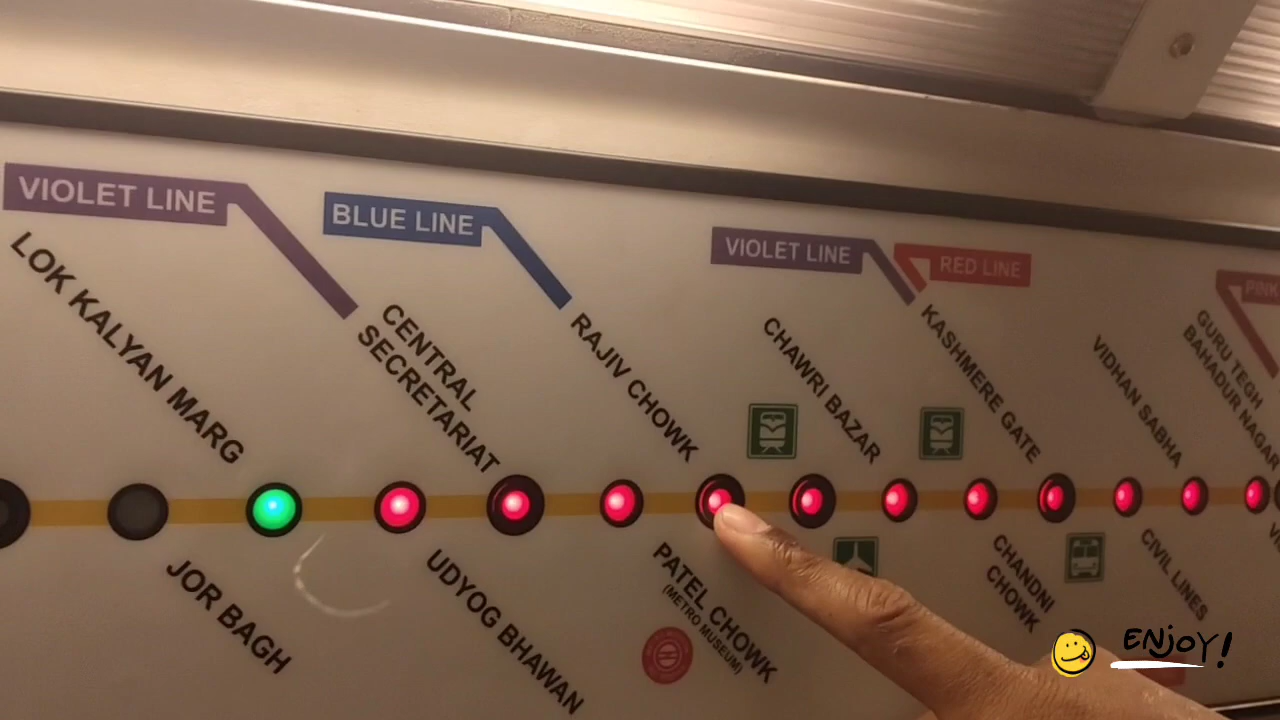 VIOLET LINE
LOK KALYAN MARG
JOR BAGH
CENTRAL
SECRETARIAT
UDYOG BHAWAN
BLUE LINE
RAJIV CHOWK
PATEL CHOWK
(METRO MUSEUM)
VIOLET LINE
RED LINE
CHAWRI BAZAR
KASHMERE GATE
CHANDNI
CHOWK
VIDHAN SABHA
CIVIL LINES
PINK
GURU TEGH
BAHADUR NAGAR
ENJOY!